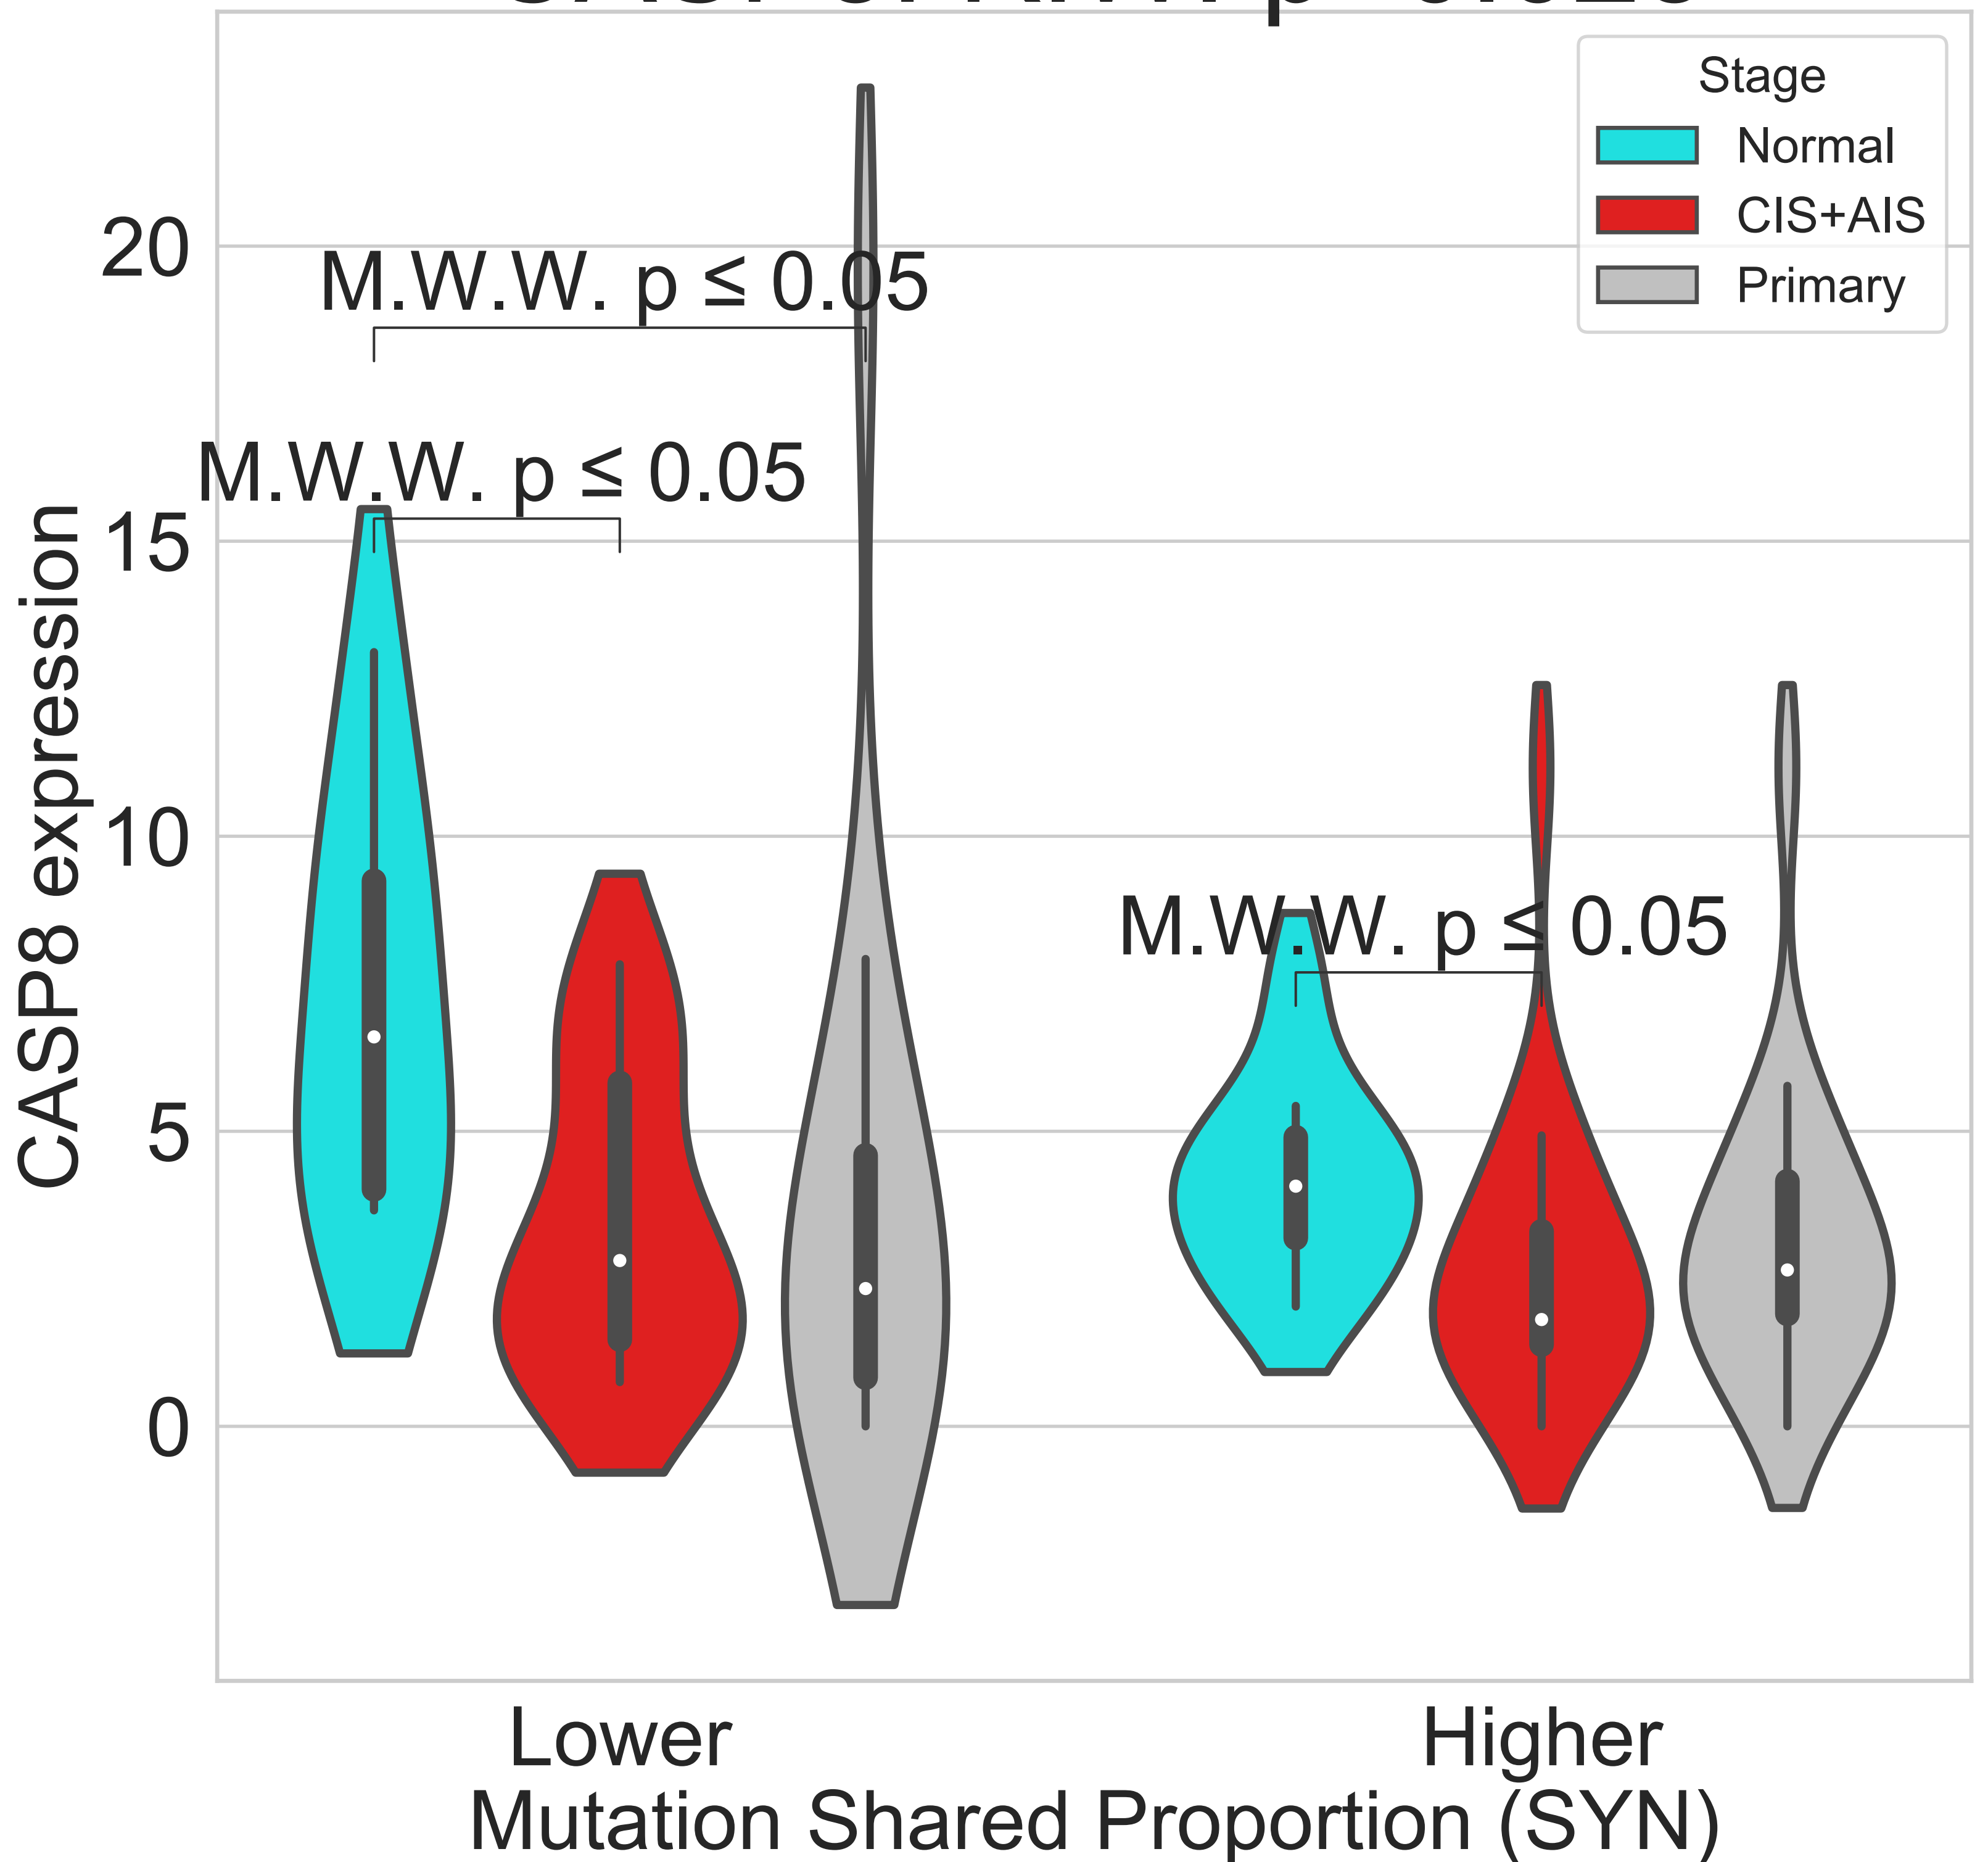 Stage
Normal
CIS+AIS
Primary
20
15
10
5
0
CASP8 expression
M.W.W. p ≤ 0.05
M.W.W. p ≤ 0.05
M.W.W. p ≤ 0.05
Lower
Higher
Mutation Shared Proportion (SYN)